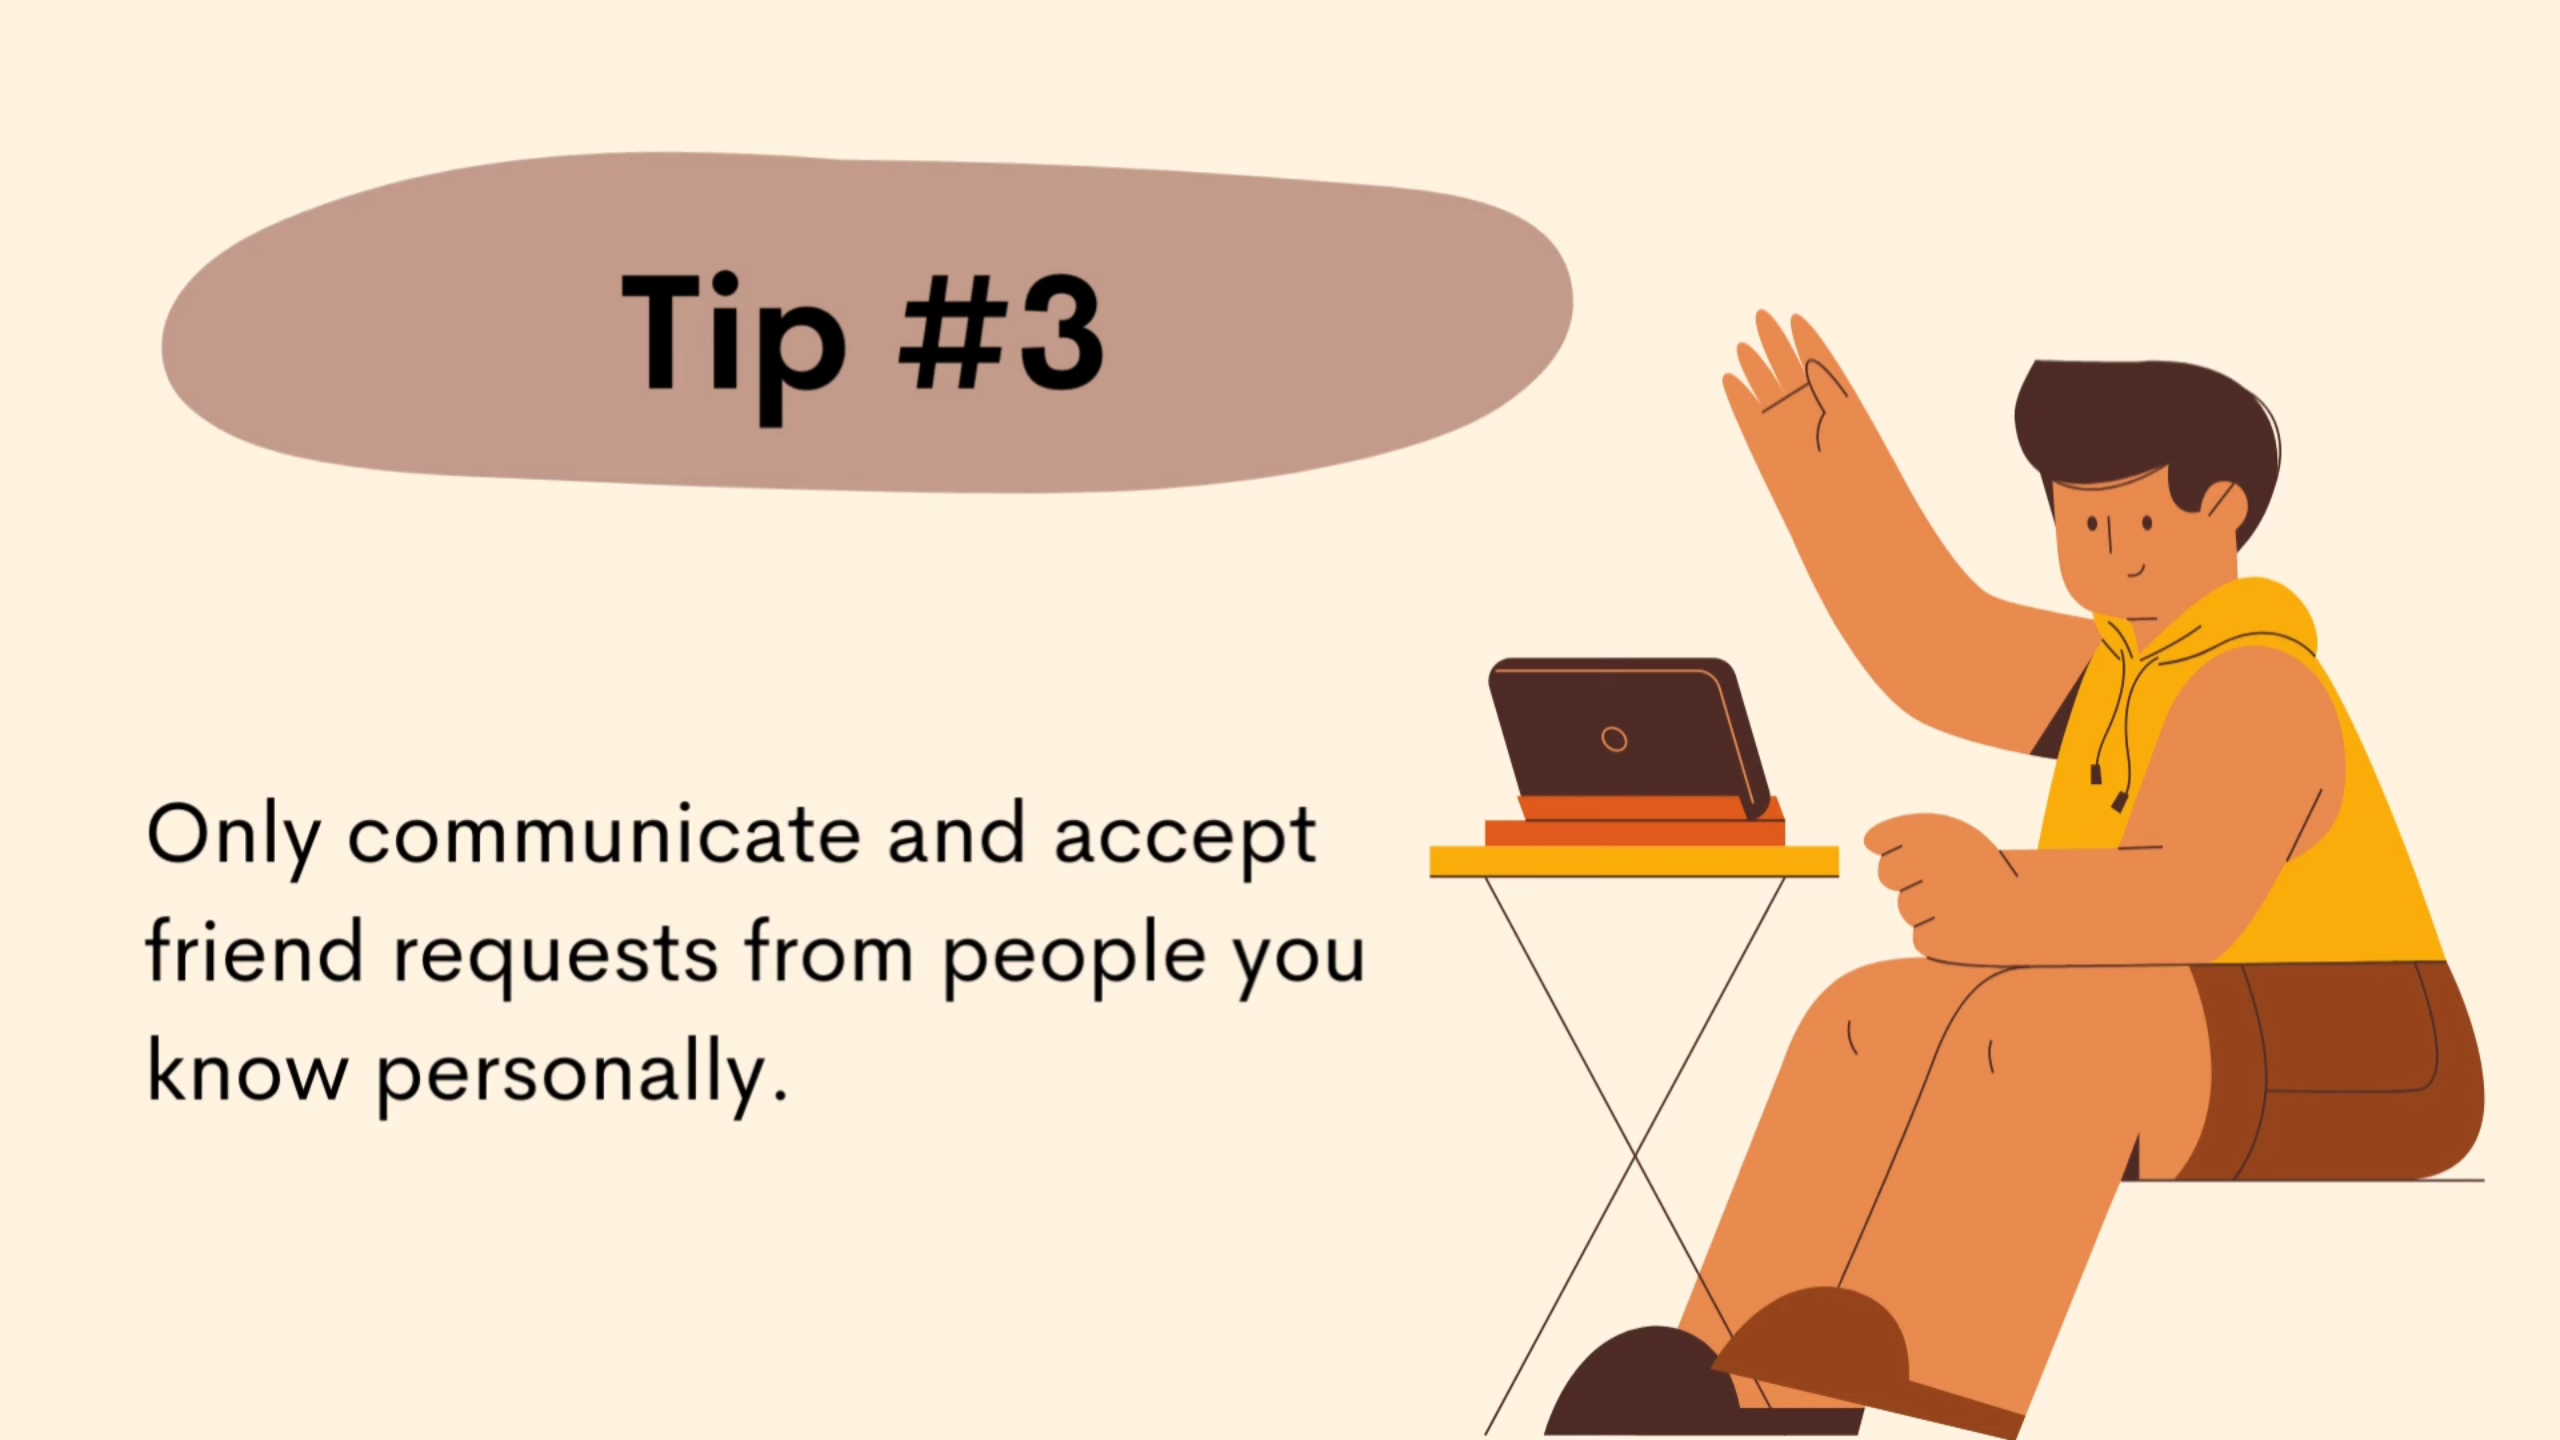 Tip #3
Only communicate and accept
friend requests from people you
know personally.